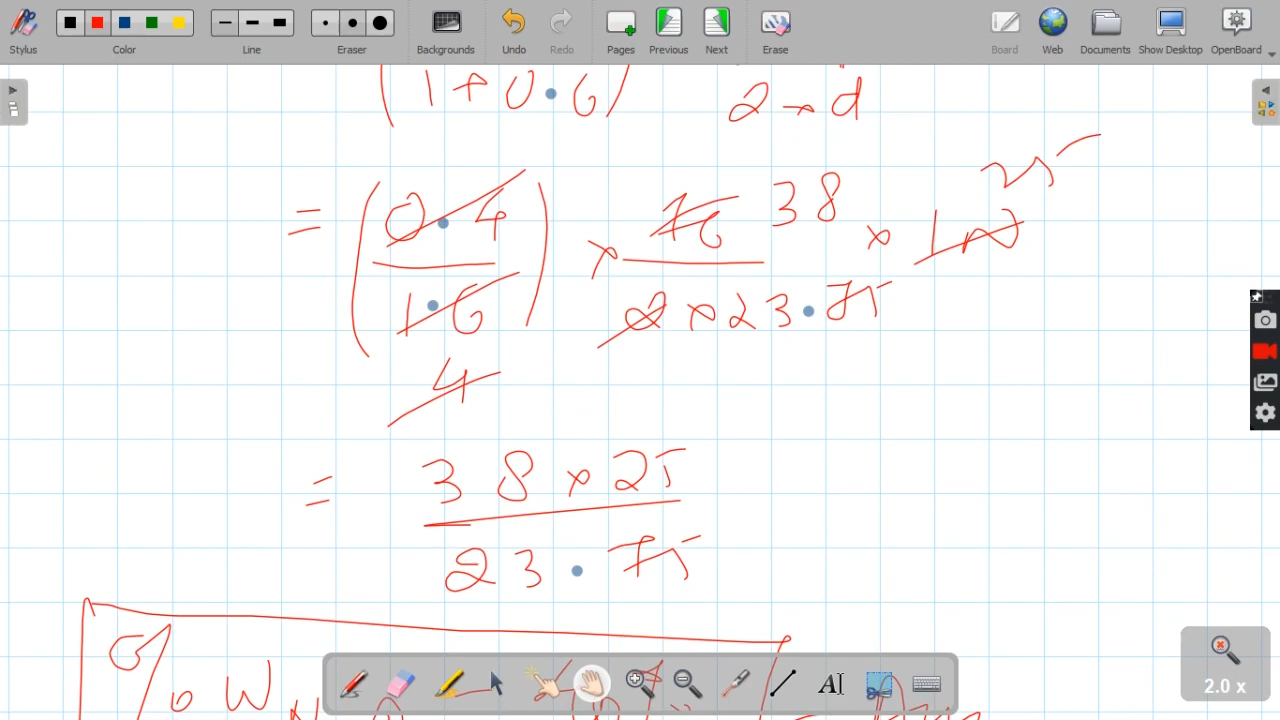 Stylus Color Line Eraser Backgrounds Undo Redo Pages Previous Next Erase Board Web Documents Show Desktop OpenBoard
(1+0.6) 2×d
= (0.4/1.6) × 76/2×23.75 38 × 100 25
4
= 38×25
23.75
% W
2.0 x